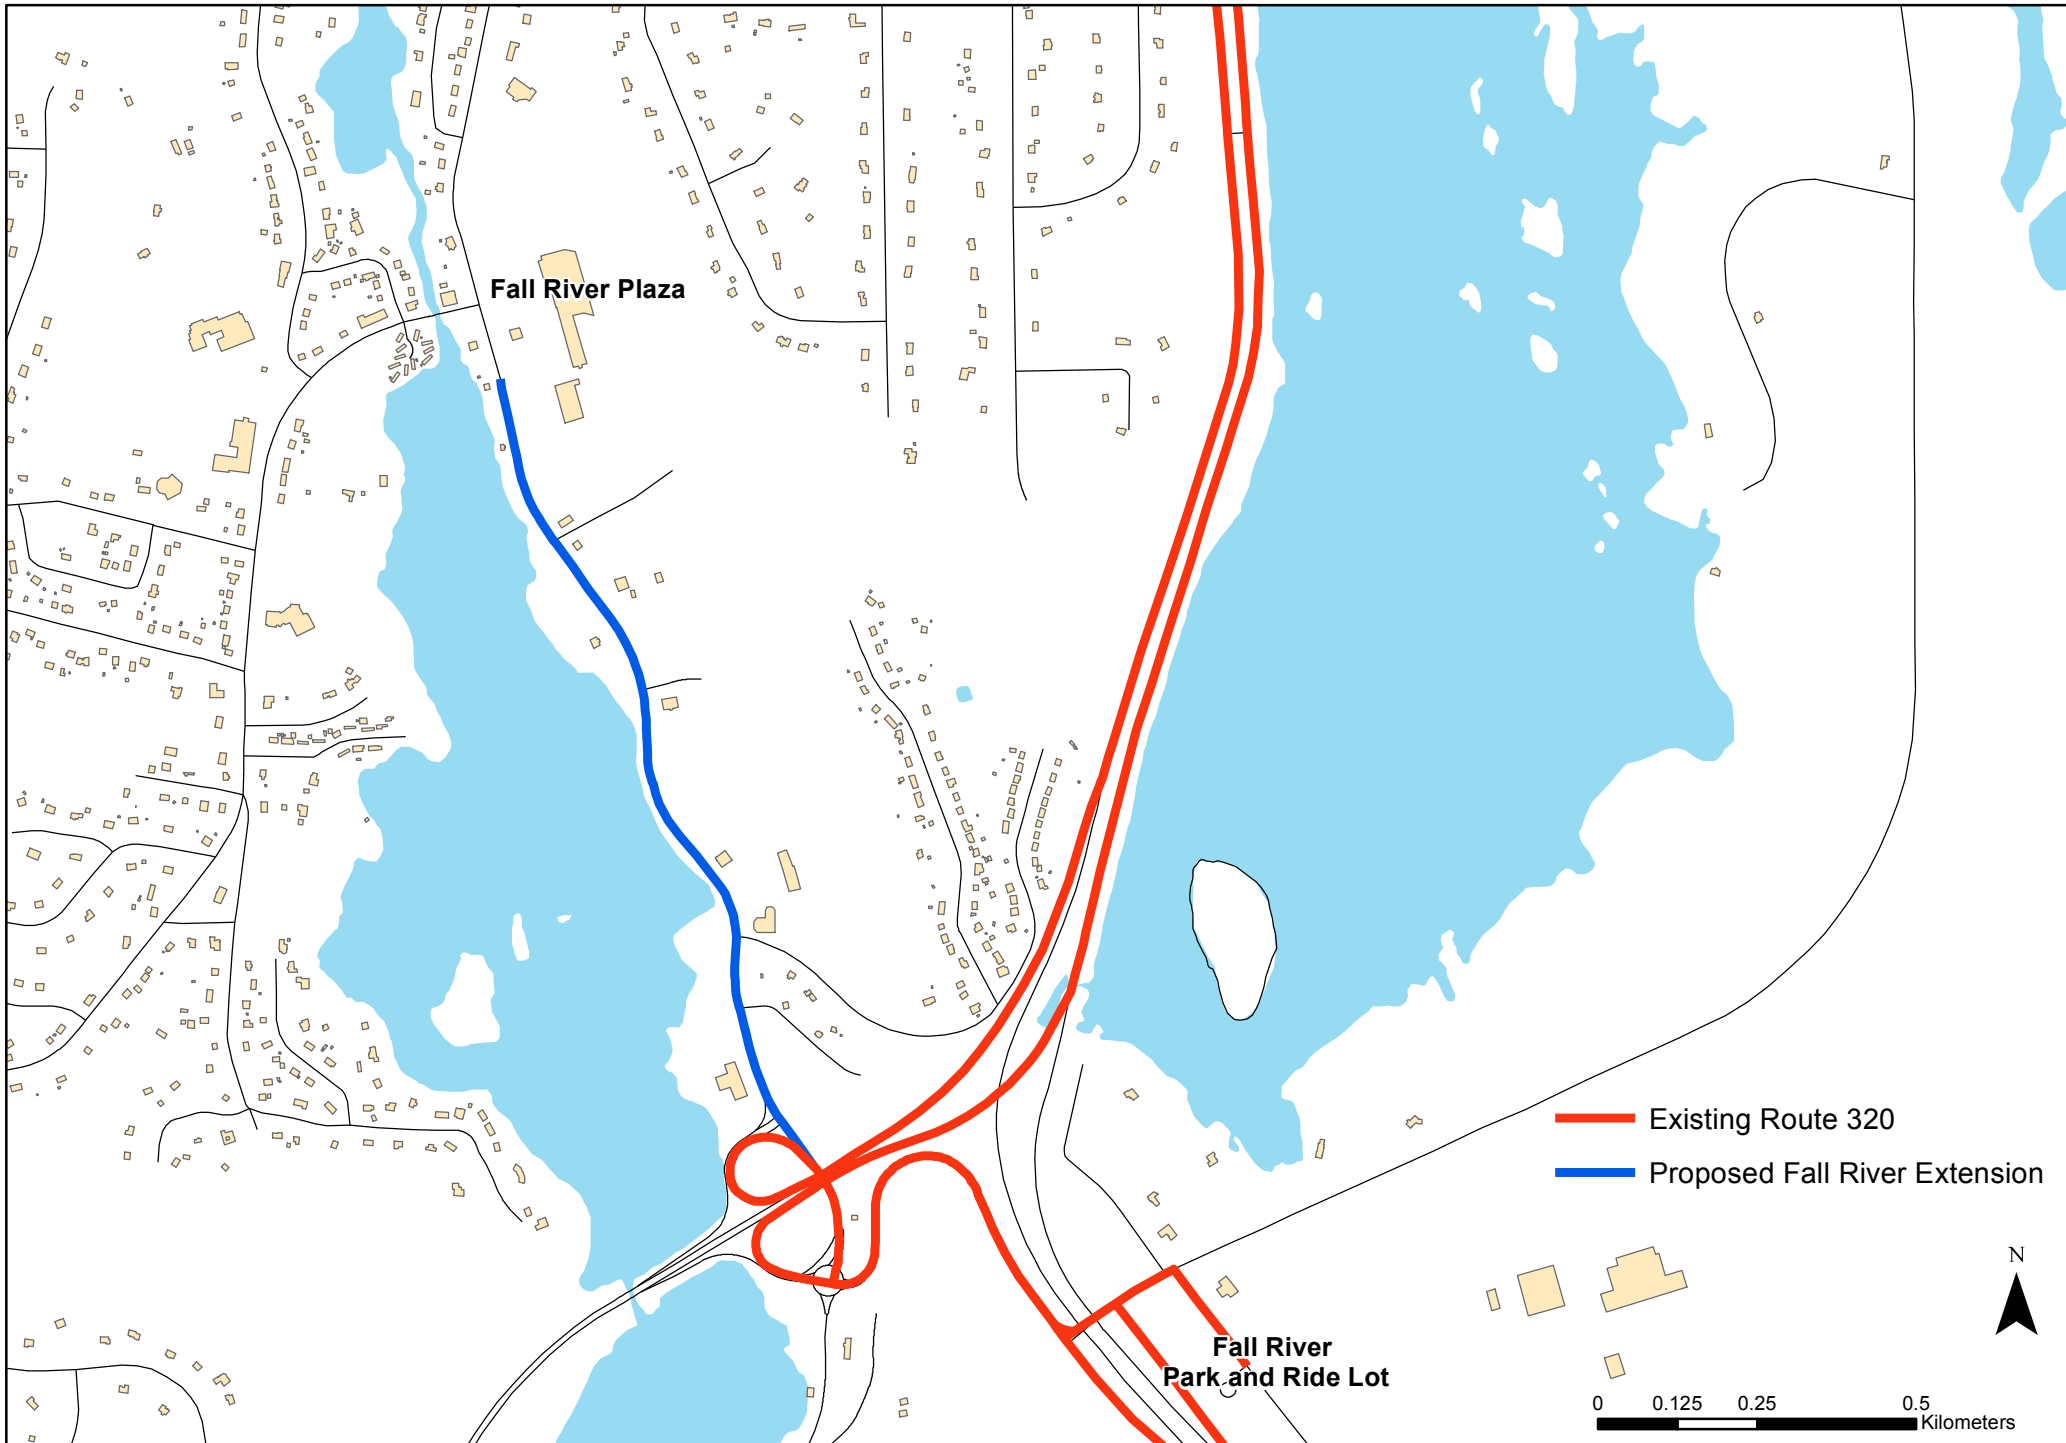 Fall River Plaza
Existing Route 320
Proposed Fall River Extension
N
Fall River
Park and Ride Lot
0 0.125 0.25 0.5
Kilometers